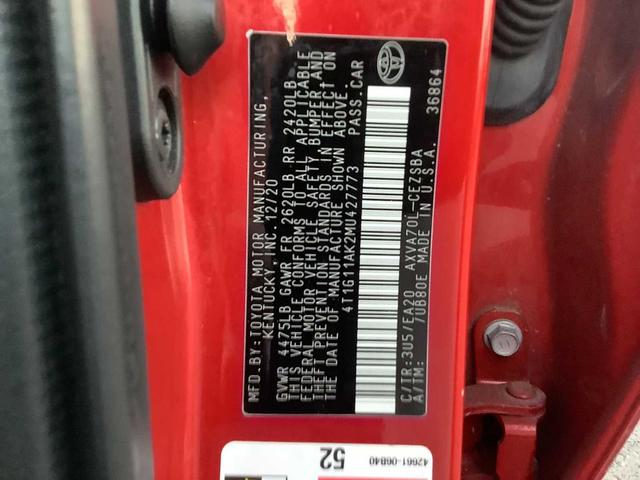 MFD.BY:TOYOTA MOTOR MANUFACTURING,
KENTUCKY, INC. 12/20
GVWR 4475LB GAWR FR 2620LB RR 2420LB
THIS VEHICLE CONFORMS TO ALL APPLICABLE
FEDERAL MOTOR VEHICLE SAFETY, BUMPER, AND
THEFT PREVENTION STANDARDS IN EFFECT ON
THE DATE OF MANUFACTURE SHOWN ABOVE.
4T1G11AK2MU427773 PASS.CAR
C/TR:3U5/EA20 AXVA70L-CEZSBA
A/TM: /UB80E MADE IN U.S.A. 36864
52
42661-06B40